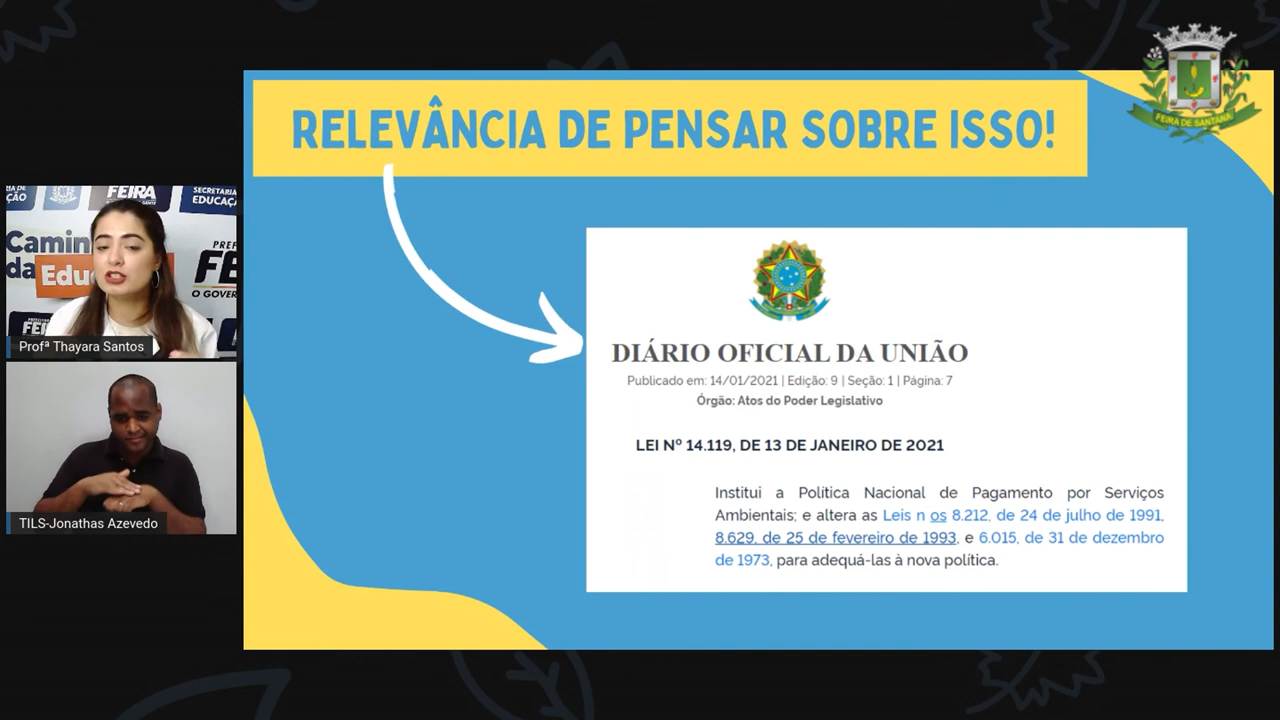 RELEVÂNCIA DE PENSAR SOBRE ISSO!
FEIRA DE SANTANA
DIÁRIO OFICIAL DA UNIÃO
Publicado em: 14/01/2021 | Edição: 9 | Seção: 1 | Página: 7
Órgão: Atos do Poder Legislativo
LEI Nº 14.119, DE 13 DE JANEIRO DE 2021
Institui a Política Nacional de Pagamento por Serviços
Ambientais; e altera as Leis n os 8.212, de 24 de julho de 1991,
8.629, de 25 de fevereiro de 1993, e 6.015, de 31 de dezembro
de 1973, para adequá-las à nova política.
FEIRA
SECRETARIA
EDUCAÇ
Camin
da
Edu
PREF
FE
O GOVER
FEI
Profª Thayara Santos
TILS-Jonathas Azevedo